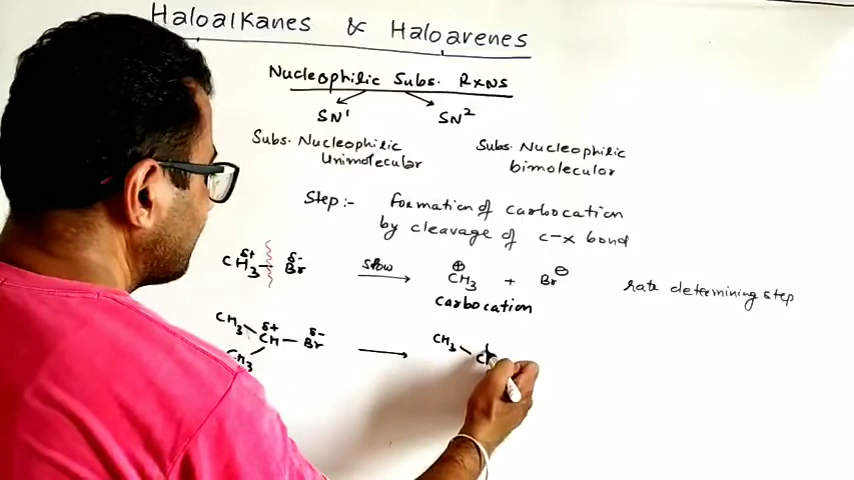 Haloalkanes & Haloarenes
Nucleophilic Subs. RXNS
SN¹ SN²
Subs. Nucleophilic Unimolecular
Subs. Nucleophilic bimolecular
Step:- Formation of carbocation
by cleavage of c-x bond
δ+ δ-
CH₃ — Br slow ⊕CH₃ + Br⊖ rate determining step
carbocation
CH₃ δ+ δ- CH₃
CH — Br
CH₃